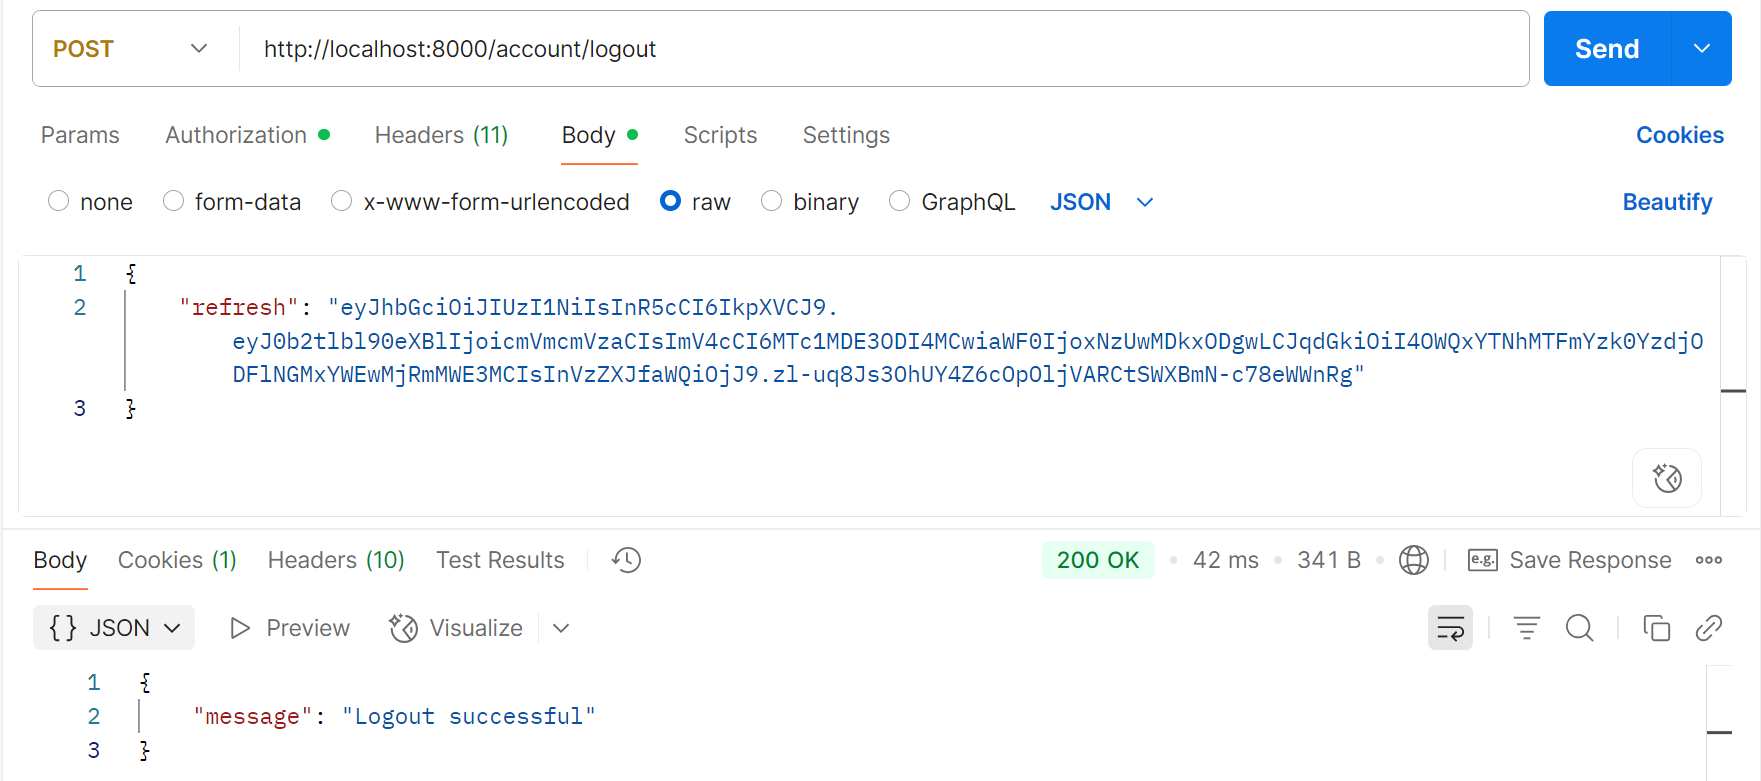 POST http://localhost:8000/account/logout Send
Params Authorization Headers (11) Body Scripts Settings Cookies
none form-data x-www-form-urlencoded raw binary GraphQL JSON Beautify
1 {
2 "refresh": "eyJhbGciOiJIUzI1NiIsInR5cCI6IkpXVCJ9.
eyJ0b2tlbl90eXBlIjoicmVmcmVzaCIsImV4cCI6MTc1MDE3ODI4MCwiaWF0IjoxNzUwMDkxODgwLCJqdGkiOiI4OWQxYTNhMTFmYzk0YzdjO
DFlNGMxYWEwMjRmMWE3MCIsInVzZXJfaWQiOjJ9.zl-uq8Js3OhUY4Z6cOpOljVARCtSWXBmN-c78eWWnRg"
3 }
Body Cookies (1) Headers (10) Test Results 200 OK 42 ms 341 B e.g. Save Response
{} JSON Preview Visualize
1 {
2 "message": "Logout successful"
3 }